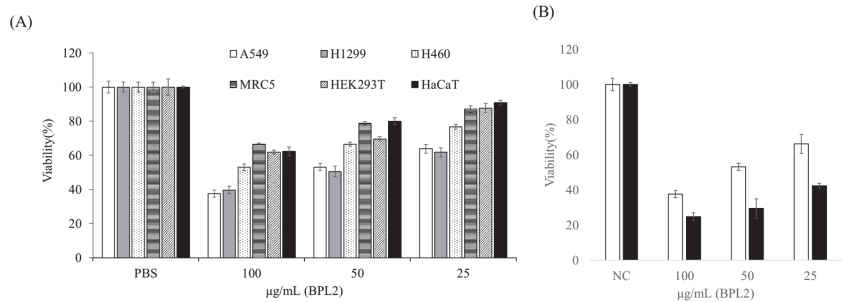 (A)
A549 H1299 H460
MRC5 HEK293T HaCaT
Viability(%)
120
100
80
60
40
20
0
PBS 100 50 25
μg/mL (BPL2)
(B)
Viability(%)
120
100
80
60
40
20
0
NC 100 50 25
μg/mL (BPL2)